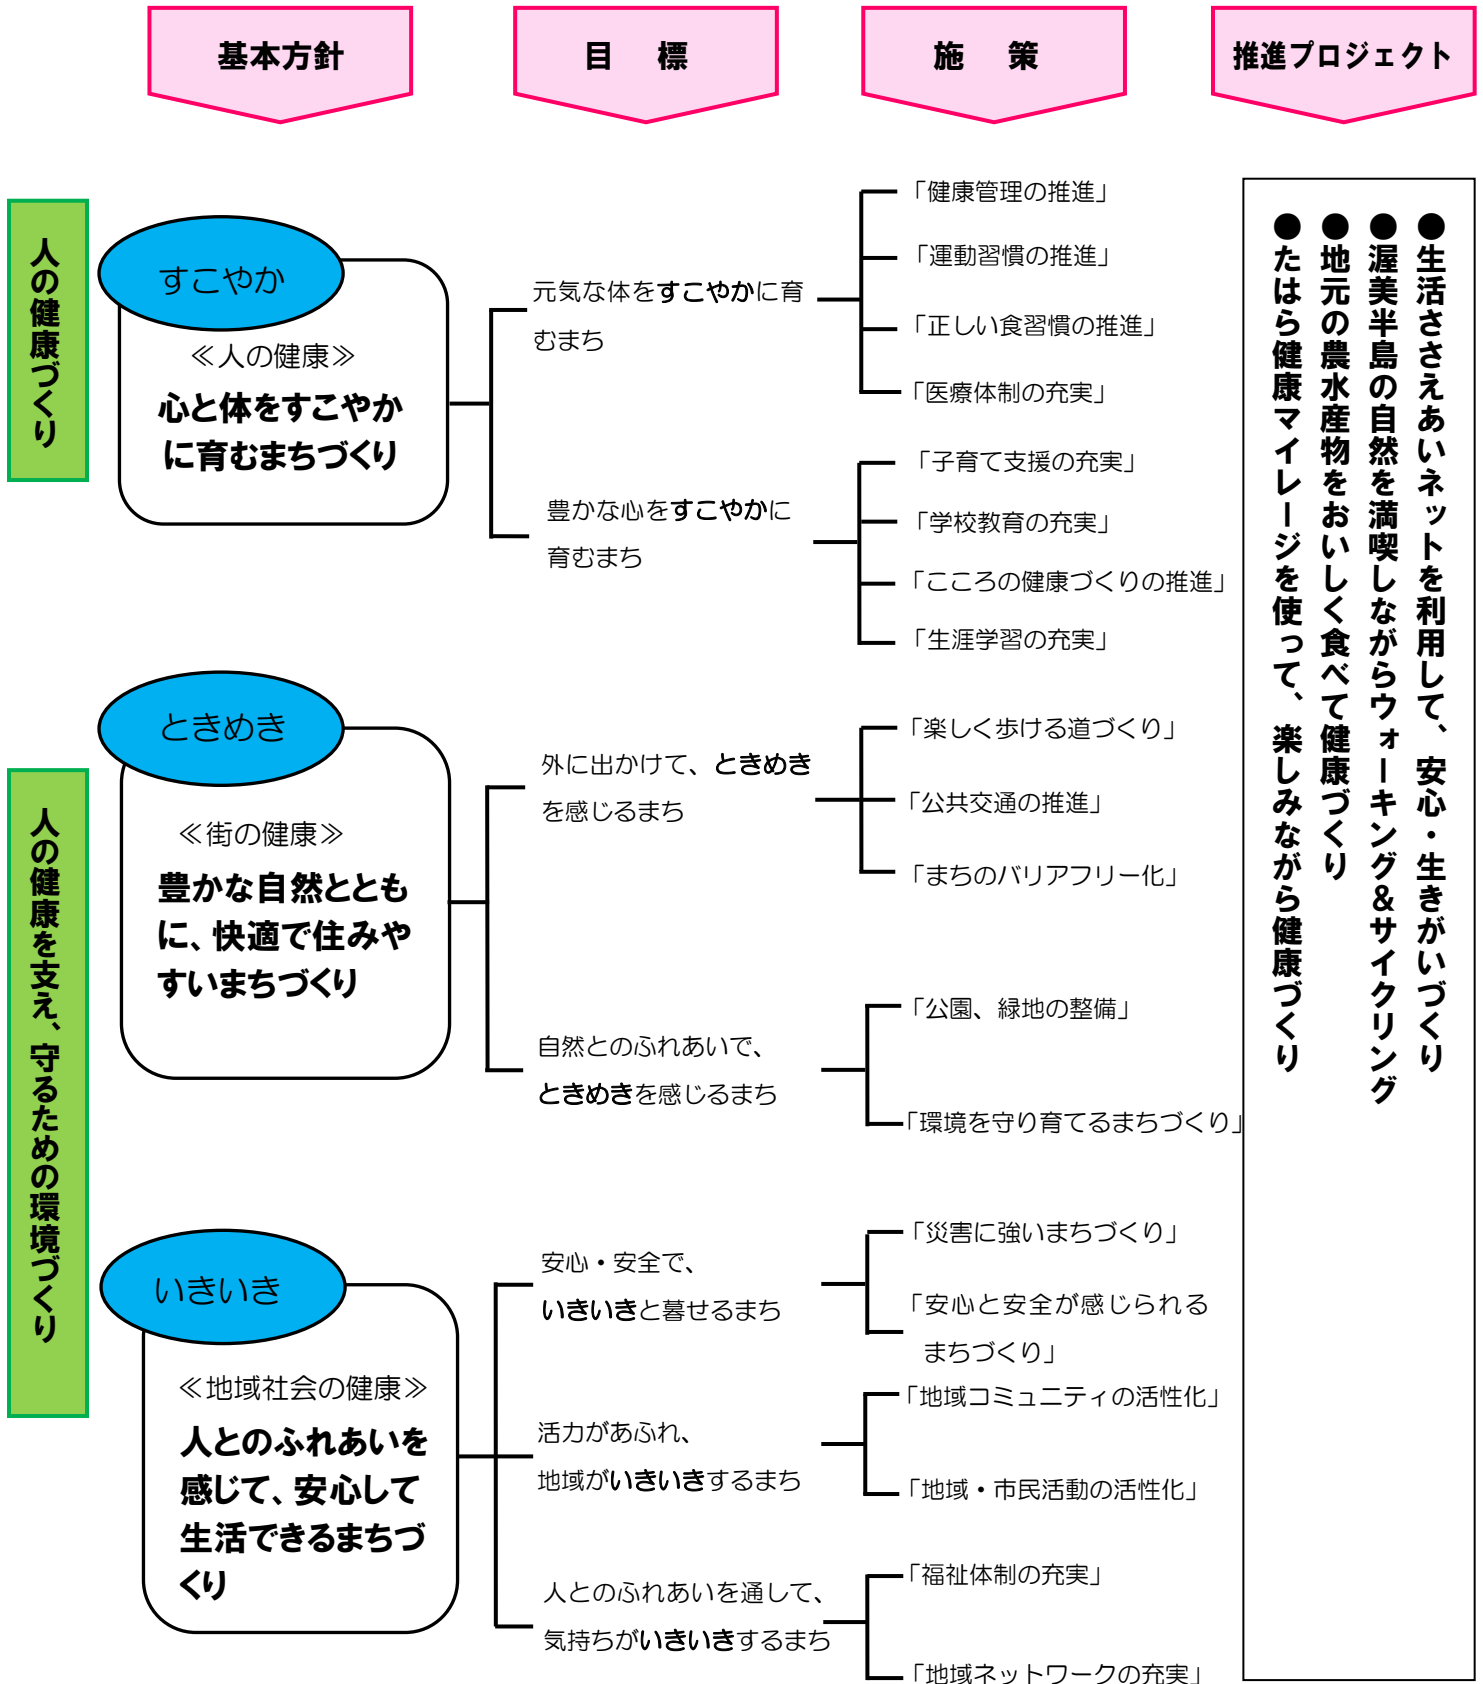 基本方針
目　標
施　策
推進プロジェクト
人の健康づくり
すこやか
≪人の健康≫
心と体をすこやか
に育むまちづくり
元気な体をすこやかに育
むまち
「健康管理の推進」
「運動習慣の推進」
「正しい食習慣の推進」
「医療体制の充実」
豊かな心をすこやかに
育むまち
「子育て支援の充実」
「学校教育の充実」
「こころの健康づくりの推進」
「生涯学習の充実」
人の健康を支え、守るための環境づくり
ときめき
≪街の健康≫
豊かな自然ととも
に、快適で住みや
すいまちづくり
外に出かけて、ときめき
を感じるまち
「楽しく歩ける道づくり」
「公共交通の推進」
「まちのバリアフリー化」
自然とのふれあいで、
ときめきを感じるまち
「公園、緑地の整備」
「環境を守り育てるまちづくり」
いきいき
≪地域社会の健康≫
人とのふれあいを
感じて、安心して
生活できるまちづ
くり
安心・安全で、
いきいきと暮せるまち
「災害に強いまちづくり」
「安心と安全が感じられる
まちづくり」
活力があふれ、
地域がいきいきするまち
「地域コミュニティの活性化」
「地域・市民活動の活性化」
人とのふれあいを通して、
気持ちがいきいきするまち
「福祉体制の充実」
「地域ネットワークの充実」
●生活ささえあいネットを利用して、安心・生きがいづくり
●渥美半島の自然を満喫しながらウォーキング＆サイクリング
●地元の農水産物をおいしく食べて健康づくり
●たはら健康マイレージを使って、楽しみながら健康づくり